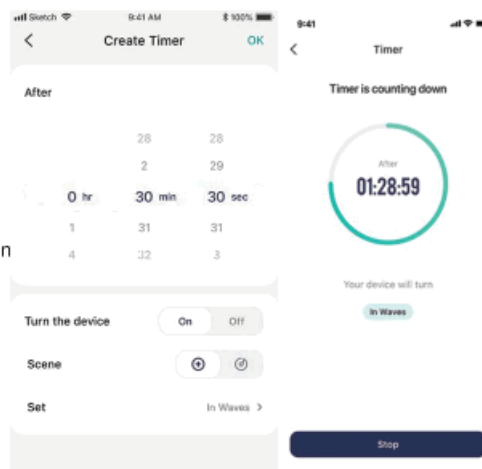 Sketch 9:41 AM 100%
Create Timer OK
After
28 28
2 29
0 hr 30 min 30 sec
1 31 31
4 32 3
n
Turn the device On Off
Scene
Set In Waves >
9:41
Timer
Timer is counting down
After
01:28:59
Your device will turn
In Waves
Stop